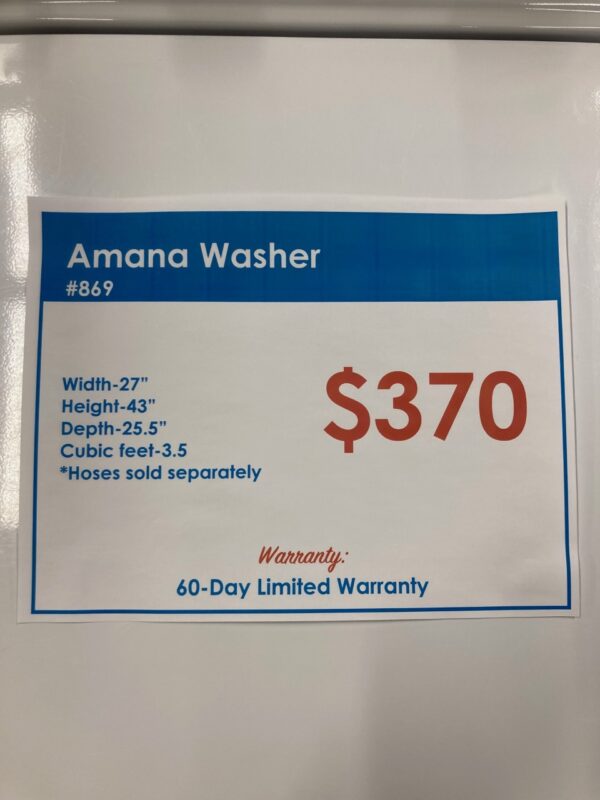 Amana Washer
#869
Width-27”
Height-43”
Depth-25.5”
Cubic feet-3.5
*Hoses sold separately
$370
Warranty:
60-Day Limited Warranty